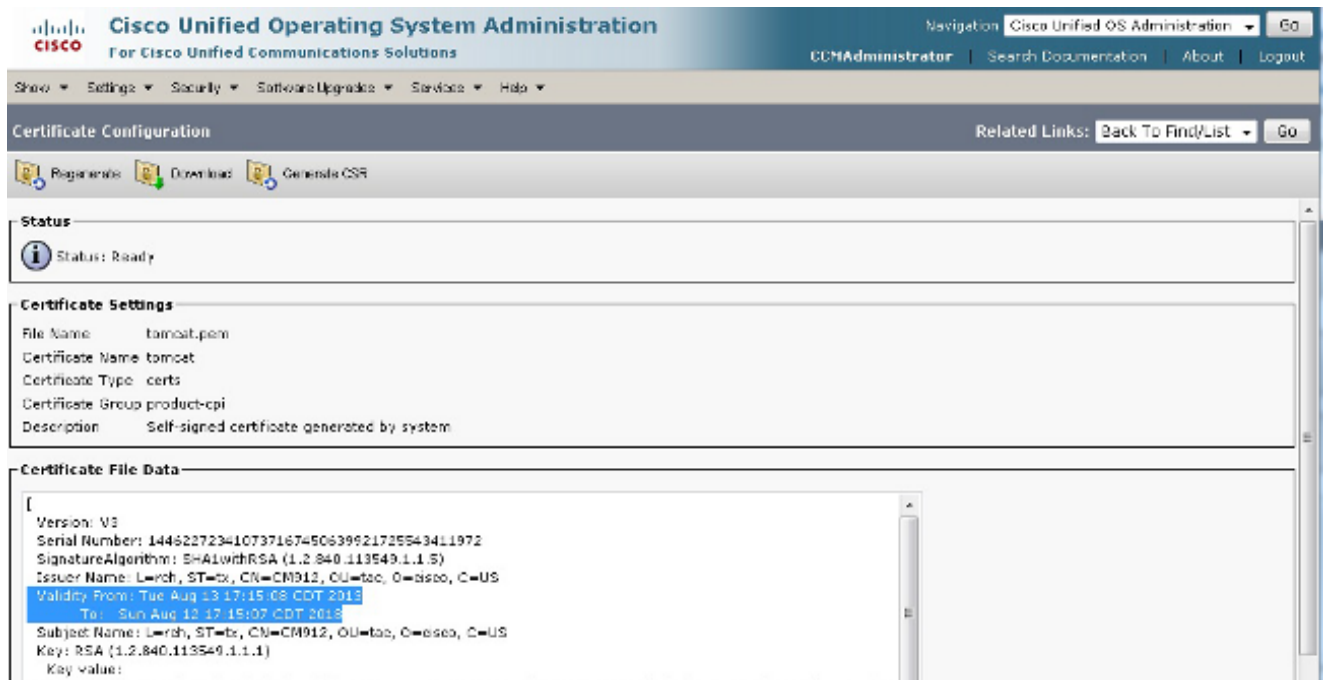 cisco
Cisco Unified Operating System Administration
For Cisco Unified Communications Solutions
Navigation Cisco Unified OS Administration Go
CCMAdministrator | Search Documentation | About | Logout
Show Settings Security Software Upgrades Services Help
Certificate Configuration
Related Links: Back To Find/List Go
Regenerate Download Generate CSR
Status
Status: Ready
Certificate Settings
File Name tomcat.pem
Certificate Name tomcat
Certificate Type certs
Certificate Group product-cpi
Description Self-signed certificate generated by system
Certificate File Data
[
Version: V3
Serial Number: 144622723410737167450639921725543411972
SignatureAlgorithm: SHA1withRSA (1.2.840.113549.1.1.5)
Issuer Name: L=rch, ST=tx, CN=CM912, OU=tac, O=cisco, C=US
Validity From: Tue Aug 13 17:15:08 CDT 2013
To: Sun Aug 12 17:15:07 CDT 2018
Subject Name: L=rch, ST=tx, CN=CM912, OU=tac, O=cisco, C=US
Key: RSA (1.2.840.113549.1.1.1)
Key value: